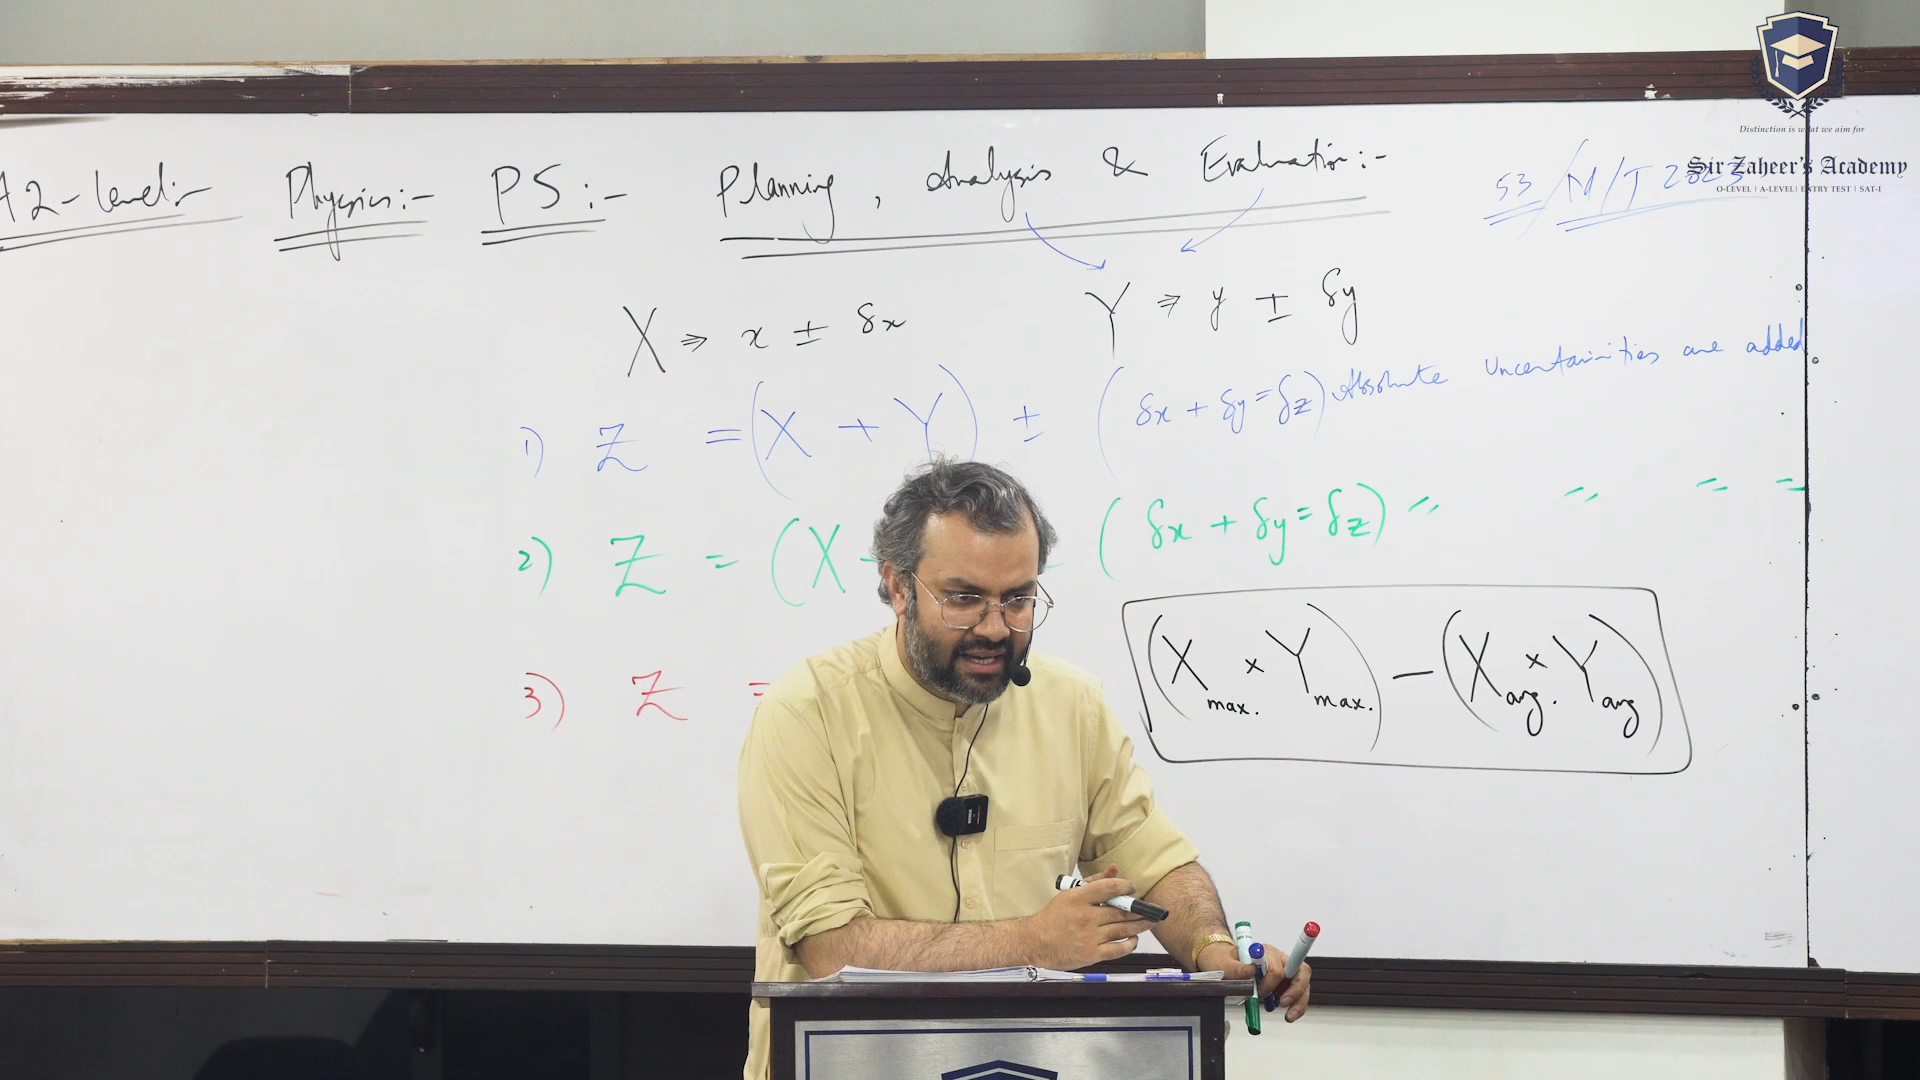 A2-Level:- Physics:- P5:- Planning, Analysis & Evaluation:- 53/M/J 2023
Distinction is what we aim for
Sir Zaheer's Academy
O-LEVEL | A-LEVEL | ENTRY TEST | SAT-I
X ⇒ x ± δx Y ⇒ y ± δy
1) Z = (X + Y) ± (δx + δy = δz) Absolute Uncertainities are added
2) Z = (X - (δx + δy = δz) " " " "
3) Z = (Xmax. × Ymax.) - (Xavg. × Yavg)